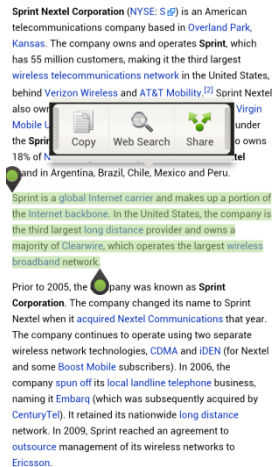 Sprint Nextel Corporation (NYSE: S) is an American
telecommunications company based in Overland Park,
Kansas. The company owns and operates Sprint, which
has 55 million customers, making it the third largest
wireless telecommunications network in the United States,
behind Verizon Wireless and AT&T Mobility.[2] Sprint Nextel
also own Virgin
Mobile U under
the Sprin o owns
18% of N tel
and in Argentina, Brazil, Chile, Mexico and Peru.
Copy Web Search Share
Sprint is a global Internet carrier and makes up a portion of
the Internet backbone. In the United States, the company is
the third largest long distance provider and owns a
majority of Clearwire, which operates the largest wireless
broadband network.
Prior to 2005, the pany was known as Sprint
Corporation. The company changed its name to Sprint
Nextel when it acquired Nextel Communications that year.
The company continues to operate using two separate
wireless network technologies, CDMA and iDEN (for Nextel
and some Boost Mobile subscribers). In 2006, the
company spun off its local landline telephone business,
naming it Embarq (which was subsequently acquired by
CenturyTel). It retained its nationwide long distance
network. In 2009, Sprint reached an agreement to
outsource management of its wireless networks to
Ericsson.